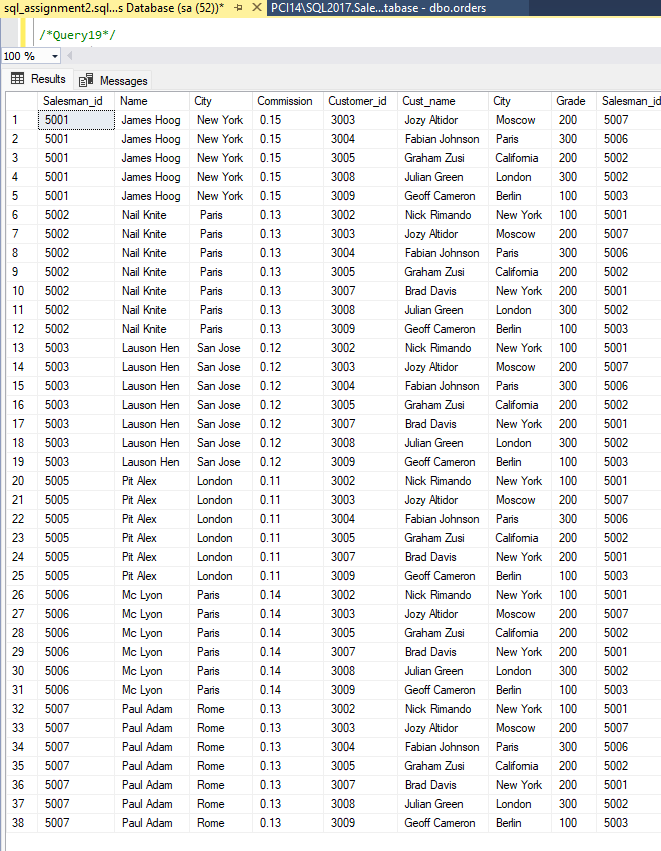 sql_assignment2.sql...s Database (sa (52))* PCI14\SQL2017.Sale...tabase - dbo.orders
/*Query19*/
100 %
Results Messages
Salesman_id Name City Commission Customer_id Cust_name City Grade Salesman_id
1 5001 James Hoog New York 0.15 3003 Jozy Altidor Moscow 200 5007
2 5001 James Hoog New York 0.15 3004 Fabian Johnson Paris 300 5006
3 5001 James Hoog New York 0.15 3005 Graham Zusi California 200 5002
4 5001 James Hoog New York 0.15 3008 Julian Green London 300 5002
5 5001 James Hoog New York 0.15 3009 Geoff Cameron Berlin 100 5003
6 5002 Nail Knite Paris 0.13 3002 Nick Rimando New York 100 5001
7 5002 Nail Knite Paris 0.13 3003 Jozy Altidor Moscow 200 5007
8 5002 Nail Knite Paris 0.13 3004 Fabian Johnson Paris 300 5006
9 5002 Nail Knite Paris 0.13 3005 Graham Zusi California 200 5002
10 5002 Nail Knite Paris 0.13 3007 Brad Davis New York 200 5001
11 5002 Nail Knite Paris 0.13 3008 Julian Green London 300 5002
12 5002 Nail Knite Paris 0.13 3009 Geoff Cameron Berlin 100 5003
13 5003 Lauson Hen San Jose 0.12 3002 Nick Rimando New York 100 5001
14 5003 Lauson Hen San Jose 0.12 3003 Jozy Altidor Moscow 200 5007
15 5003 Lauson Hen San Jose 0.12 3004 Fabian Johnson Paris 300 5006
16 5003 Lauson Hen San Jose 0.12 3005 Graham Zusi California 200 5002
17 5003 Lauson Hen San Jose 0.12 3007 Brad Davis New York 200 5001
18 5003 Lauson Hen San Jose 0.12 3008 Julian Green London 300 5002
19 5003 Lauson Hen San Jose 0.12 3009 Geoff Cameron Berlin 100 5003
20 5005 Pit Alex London 0.11 3002 Nick Rimando New York 100 5001
21 5005 Pit Alex London 0.11 3003 Jozy Altidor Moscow 200 5007
22 5005 Pit Alex London 0.11 3004 Fabian Johnson Paris 300 5006
23 5005 Pit Alex London 0.11 3005 Graham Zusi California 200 5002
24 5005 Pit Alex London 0.11 3007 Brad Davis New York 200 5001
25 5005 Pit Alex London 0.11 3009 Geoff Cameron Berlin 100 5003
26 5006 Mc Lyon Paris 0.14 3002 Nick Rimando New York 100 5001
27 5006 Mc Lyon Paris 0.14 3003 Jozy Altidor Moscow 200 5007
28 5006 Mc Lyon Paris 0.14 3005 Graham Zusi California 200 5002
29 5006 Mc Lyon Paris 0.14 3007 Brad Davis New York 200 5001
30 5006 Mc Lyon Paris 0.14 3008 Julian Green London 300 5002
31 5006 Mc Lyon Paris 0.14 3009 Geoff Cameron Berlin 100 5003
32 5007 Paul Adam Rome 0.13 3002 Nick Rimando New York 100 5001
33 5007 Paul Adam Rome 0.13 3003 Jozy Altidor Moscow 200 5007
34 5007 Paul Adam Rome 0.13 3004 Fabian Johnson Paris 300 5006
35 5007 Paul Adam Rome 0.13 3005 Graham Zusi California 200 5002
36 5007 Paul Adam Rome 0.13 3007 Brad Davis New York 200 5001
37 5007 Paul Adam Rome 0.13 3008 Julian Green London 300 5002
38 5007 Paul Adam Rome 0.13 3009 Geoff Cameron Berlin 100 5003